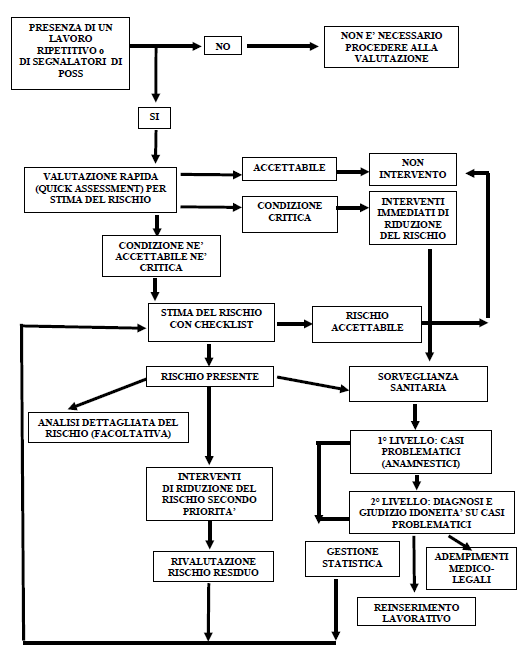 PRESENZA DI UN
LAVORO
RIPETITIVO o
DI SEGNALATORI DI
POSS
NO
NON E' NECESSARIO
PROCEDERE ALLA
VALUTAZIONE
SI
VALUTAZIONE RAPIDA
(QUICK ASSESSMENT) PER
STIMA DEL RISCHIO
ACCETTABILE
NON
INTERVENTO
CONDIZIONE
CRITICA
INTERVENTI
IMMEDIATI DI
RIDUZIONE
DEL RISCHIO
CONDIZIONE NE'
ACCETTABILE NE'
CRITICA
STIMA DEL RISCHIO
CON CHECKLIST
RISCHIO
ACCETTABILE
RISCHIO PRESENTE
SORVEGLIANZA
SANITARIA
ANALISI DETTAGLIATA DEL
RISCHIO (FACOLTATIVA)
1° LIVELLO: CASI
PROBLEMATICI
(ANAMNESTICI)
INTERVENTI
DI RIDUZIONE DEL
RISCHIO SECONDO
PRIORITA'
2° LIVELLO: DIAGNOSI E
GIUDIZIO IDONEITA' SU CASI
PROBLEMATICI
RIVALUTAZIONE
RISCHIO RESIDUO
GESTIONE
STATISTICA
ADEMPIMENTI
MEDICO-
LEGALI
REINSERIMENTO
LAVORATIVO